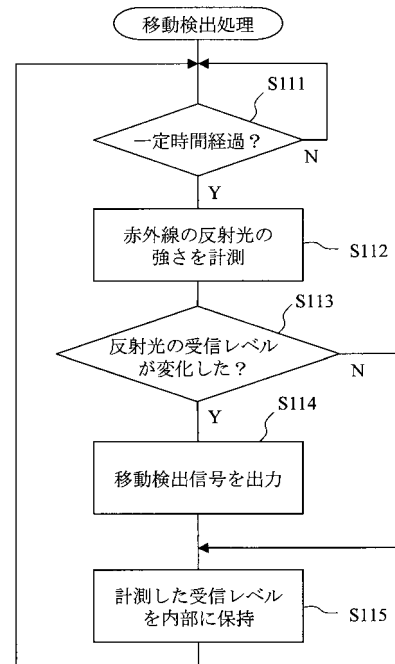 移動検出処理
S111
一定時間経過？
N
Y
赤外線の反射光の
強さを計測
S112
S113
反射光の受信レベル
が変化した？
N
Y
S114
移動検出信号を出力
計測した受信レベル
を内部に保持
S115